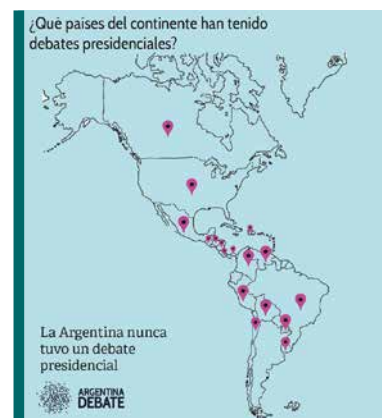 ¿Qué países del continente han tenido
debates presidenciales?
La Argentina nunca
tuvo un debate
presidencial
ARGENTINA
DEBATE